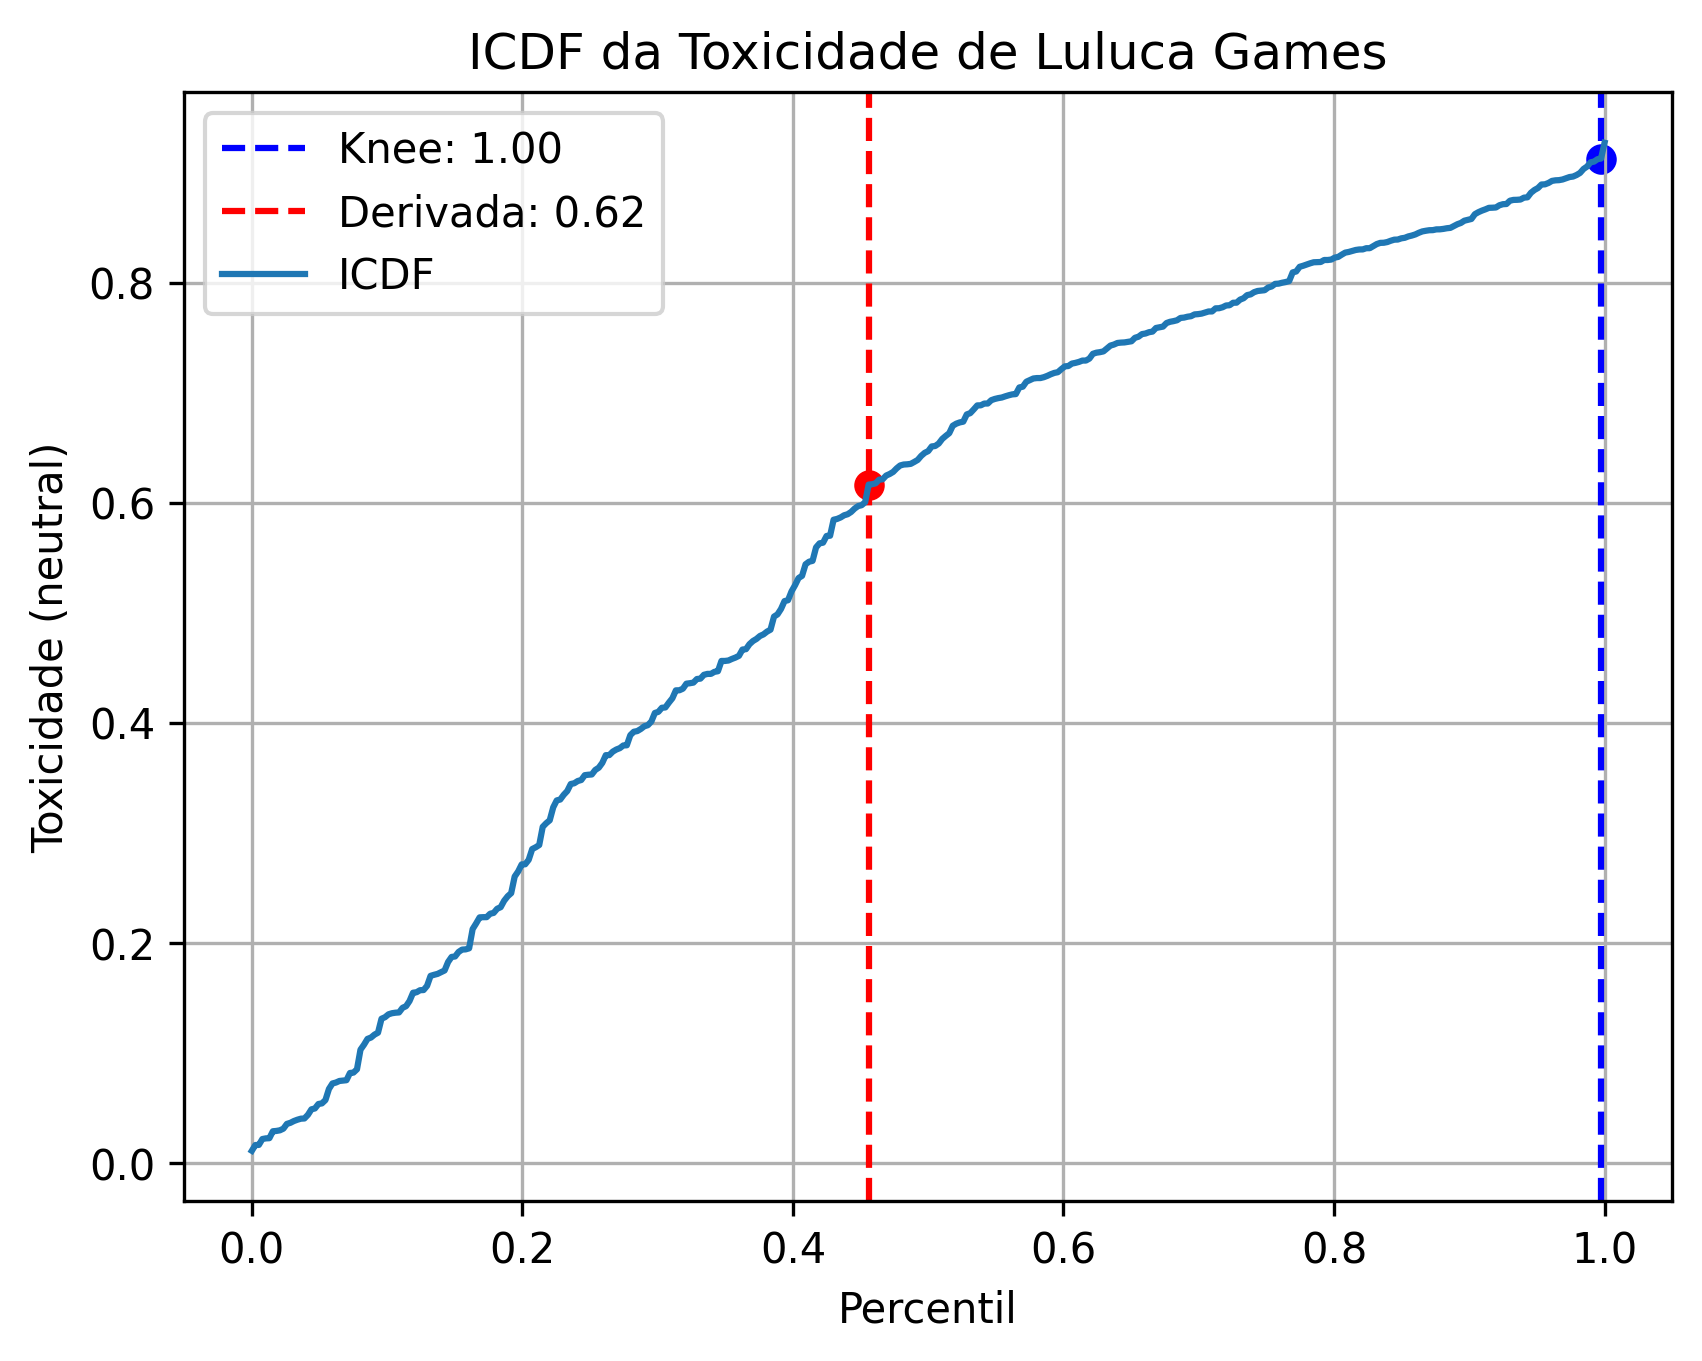 ICDF da Toxicidade de Luluca Games
Knee: 1.00
Derivada: 0.62
ICDF
Toxicidade (neutral)
0.8
0.6
0.4
0.2
0.0
0.0 0.2 0.4 0.6 0.8 1.0
Percentil